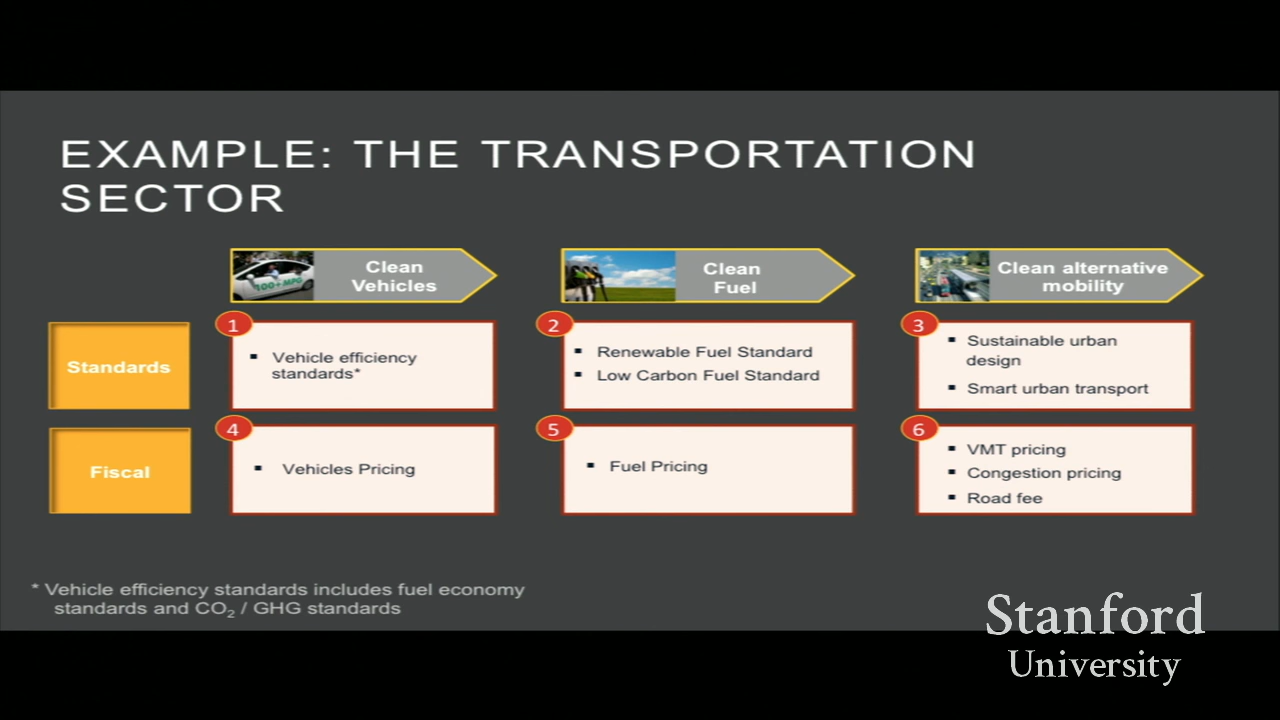 EXAMPLE: THE TRANSPORTATION
SECTOR
Clean
Vehicles
Clean
Fuel
Clean alternative
mobility
100+MPG
Standards
1
▪ Vehicle efficiency
standards*
2
▪ Renewable Fuel Standard
▪ Low Carbon Fuel Standard
3
▪ Sustainable urban
design
▪ Smart urban transport
Fiscal
4
▪ Vehicles Pricing
5
▪ Fuel Pricing
6
▪ VMT pricing
▪ Congestion pricing
▪ Road fee
* Vehicle efficiency standards includes fuel economy
standards and CO₂ / GHG standards
Stanford
University